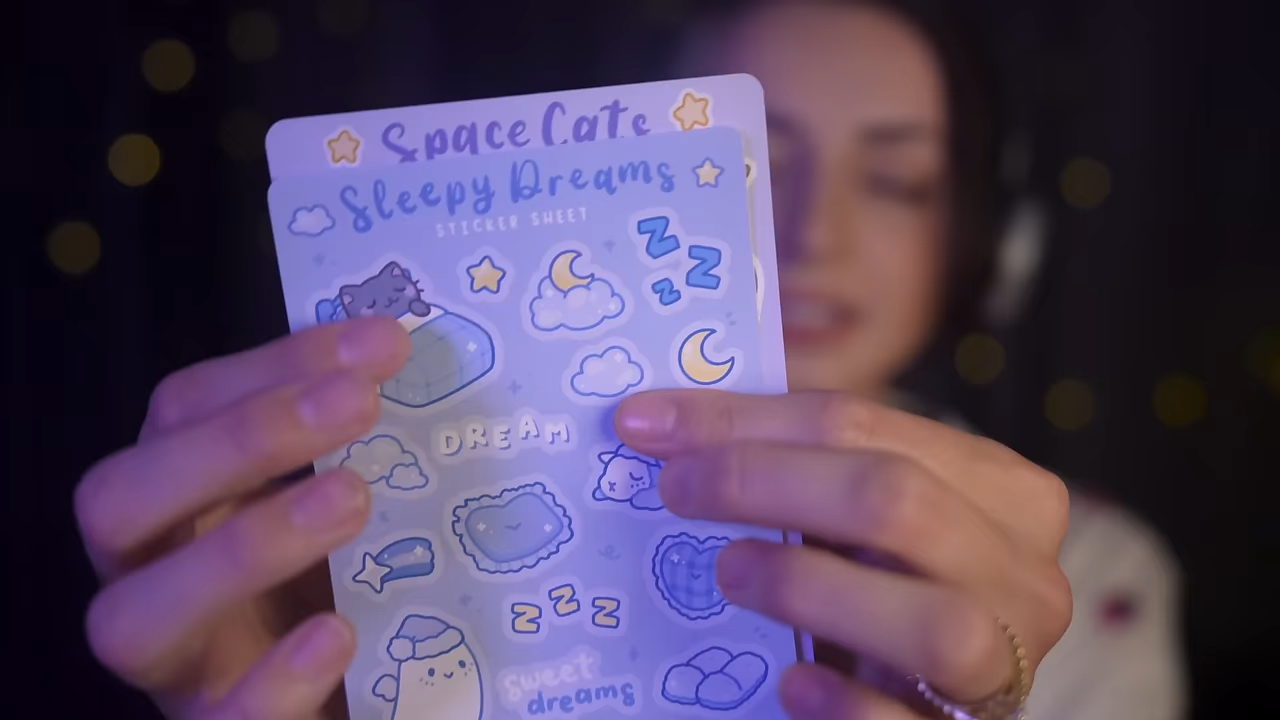 Space Cats
Sleepy Dreams
STICKER SHEET
Z Z Z
DREAM
Z Z Z
sweet
dreams